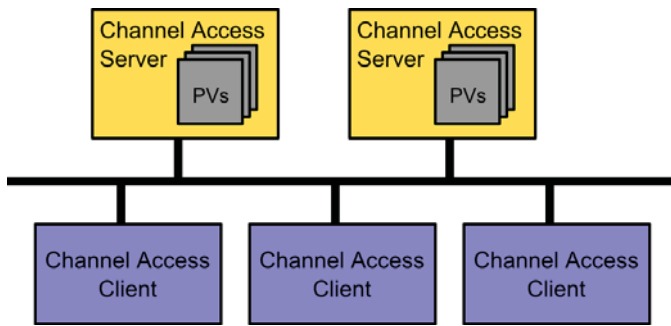 Channel Access
Server
PVs
Channel Access
Server
PVs
Channel Access
Client
Channel Access
Client
Channel Access
Client